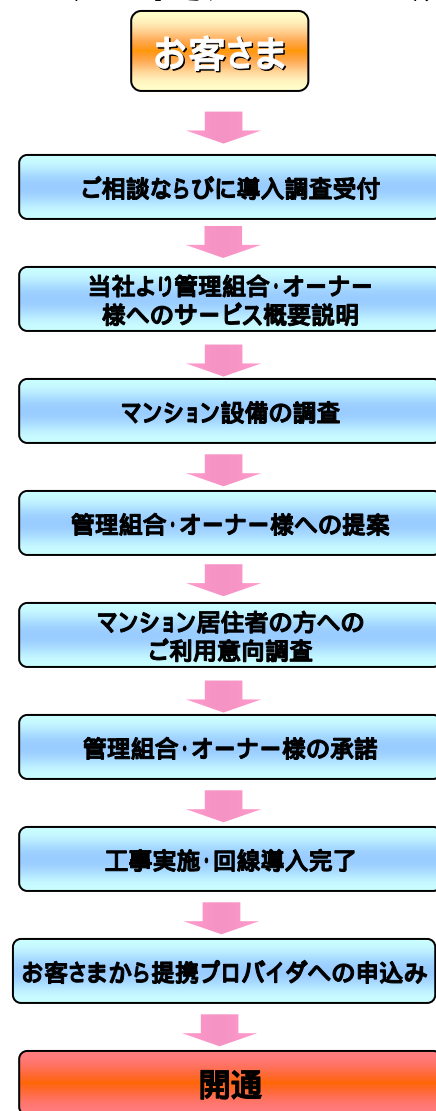 お客さま
ご相談ならびに導入調査受付
当社より管理組合・オーナー
様へのサービス概要説明
マンション設備の調査
管理組合・オーナー様への提案
マンション居住者の方への
ご利用意向調査
管理組合・オーナー様の承諾
工事実施・回線導入完了
お客さまから提携プロバイダへの申込み
開通